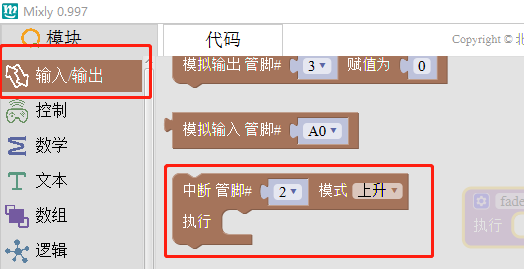 Mixly 0.997
模块
代码
Copyright © 北
输入/输出
控制
数学
文本
数组
逻辑
模拟输出 管脚# 3 赋值为 0
模拟输入 管脚# A0
中断 管脚# 2 模式 上升
执行
fade
执行